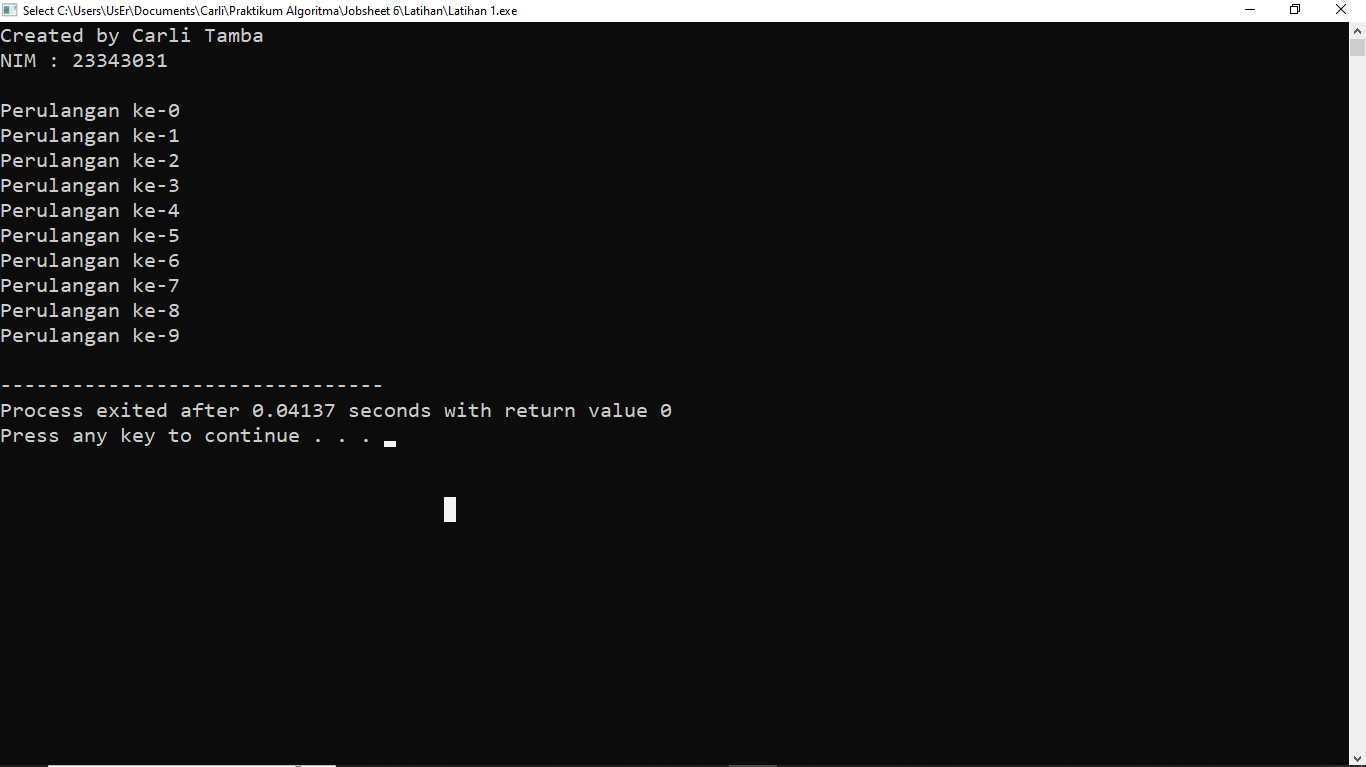 Select C:\Users\UsEr\Documents\Carli\Praktikum Algoritma\Jobsheet 6\Latihan\Latihan 1.exe
Created by Carli Tamba
NIM : 23343031
Perulangan ke-0
Perulangan ke-1
Perulangan ke-2
Perulangan ke-3
Perulangan ke-4
Perulangan ke-5
Perulangan ke-6
Perulangan ke-7
Perulangan ke-8
Perulangan ke-9
--------------------------------
Process exited after 0.04137 seconds with return value 0
Press any key to continue . . .